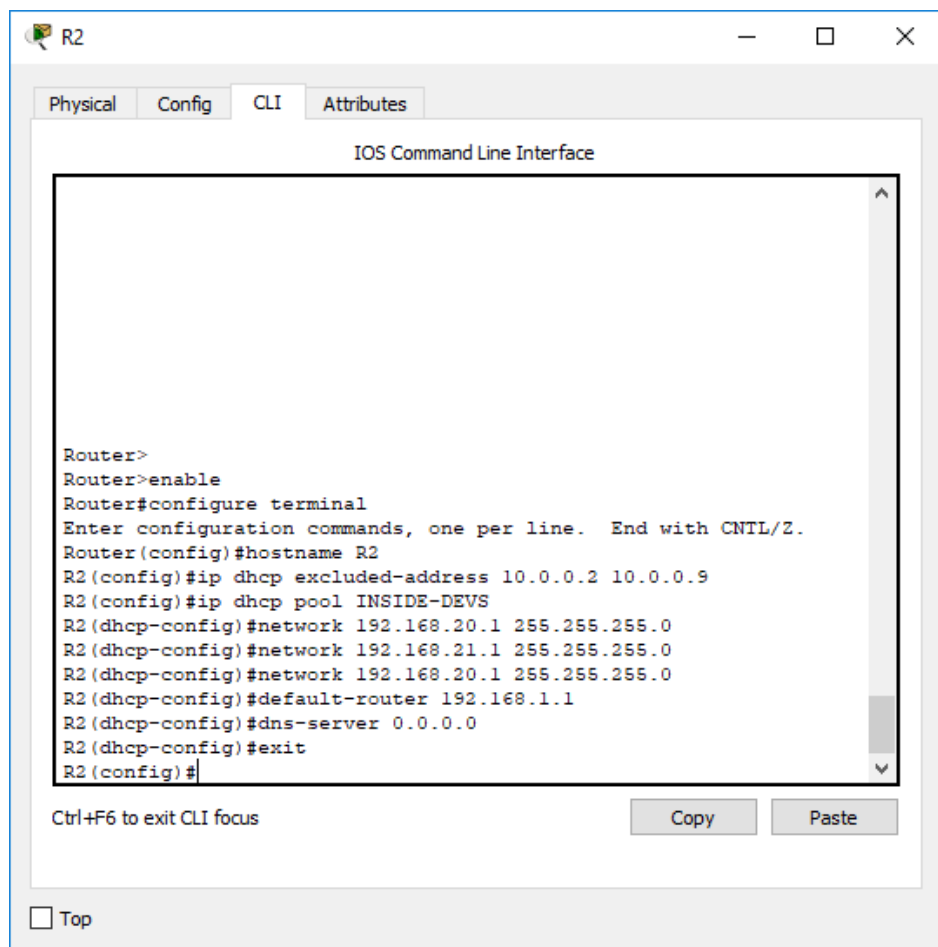 R2
Physical Config CLI Attributes
IOS Command Line Interface
Router>
Router>enable
Router#configure terminal
Enter configuration commands, one per line.  End with CNTL/Z.
Router(config)#hostname R2
R2(config)#ip dhcp excluded-address 10.0.0.2 10.0.0.9
R2(config)#ip dhcp pool INSIDE-DEVS
R2(dhcp-config)#network 192.168.20.1 255.255.255.0
R2(dhcp-config)#network 192.168.21.1 255.255.255.0
R2(dhcp-config)#network 192.168.20.1 255.255.255.0
R2(dhcp-config)#default-router 192.168.1.1
R2(dhcp-config)#dns-server 0.0.0.0
R2(dhcp-config)#exit
R2(config)#
Ctrl+F6 to exit CLI focus Copy Paste
Top